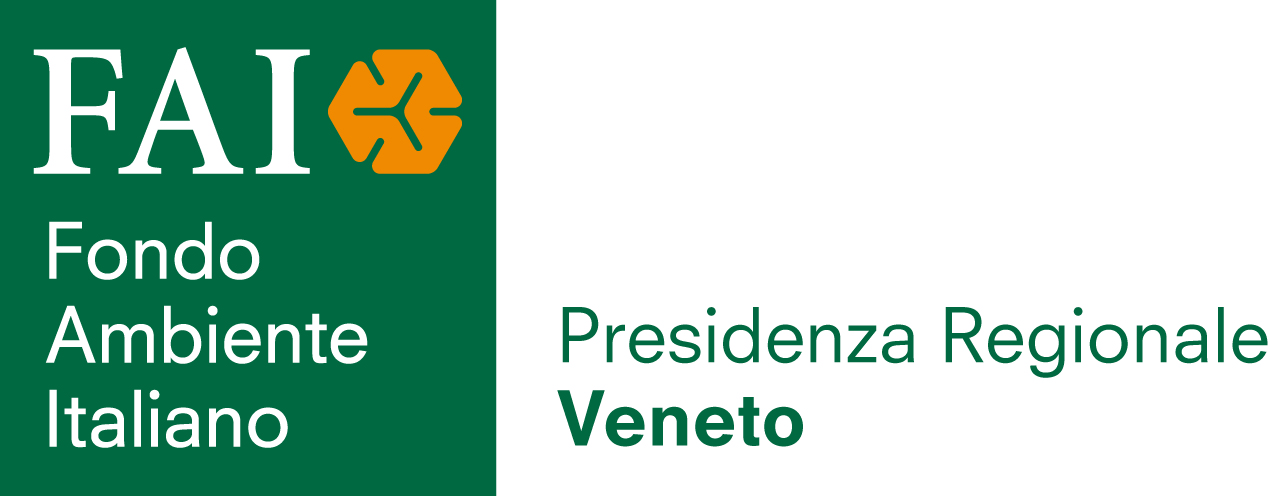 FAI
Fondo
Ambiente
Italiano
Presidenza Regionale
Veneto